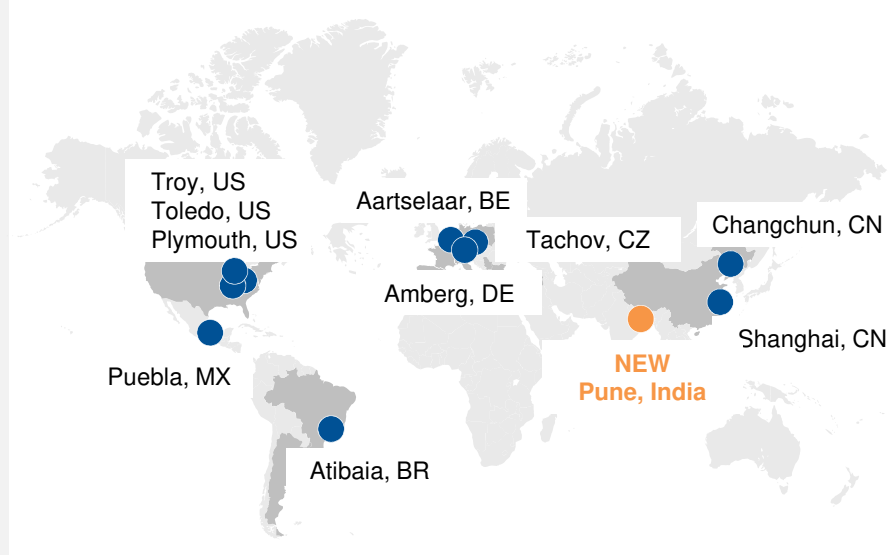 Troy, US
Toledo, US
Plymouth, US
Aartselaar, BE
Tachov, CZ
Changchun, CN
Amberg, DE
Shanghai, CN
NEW
Pune, India
Puebla, MX
Atibaia, BR